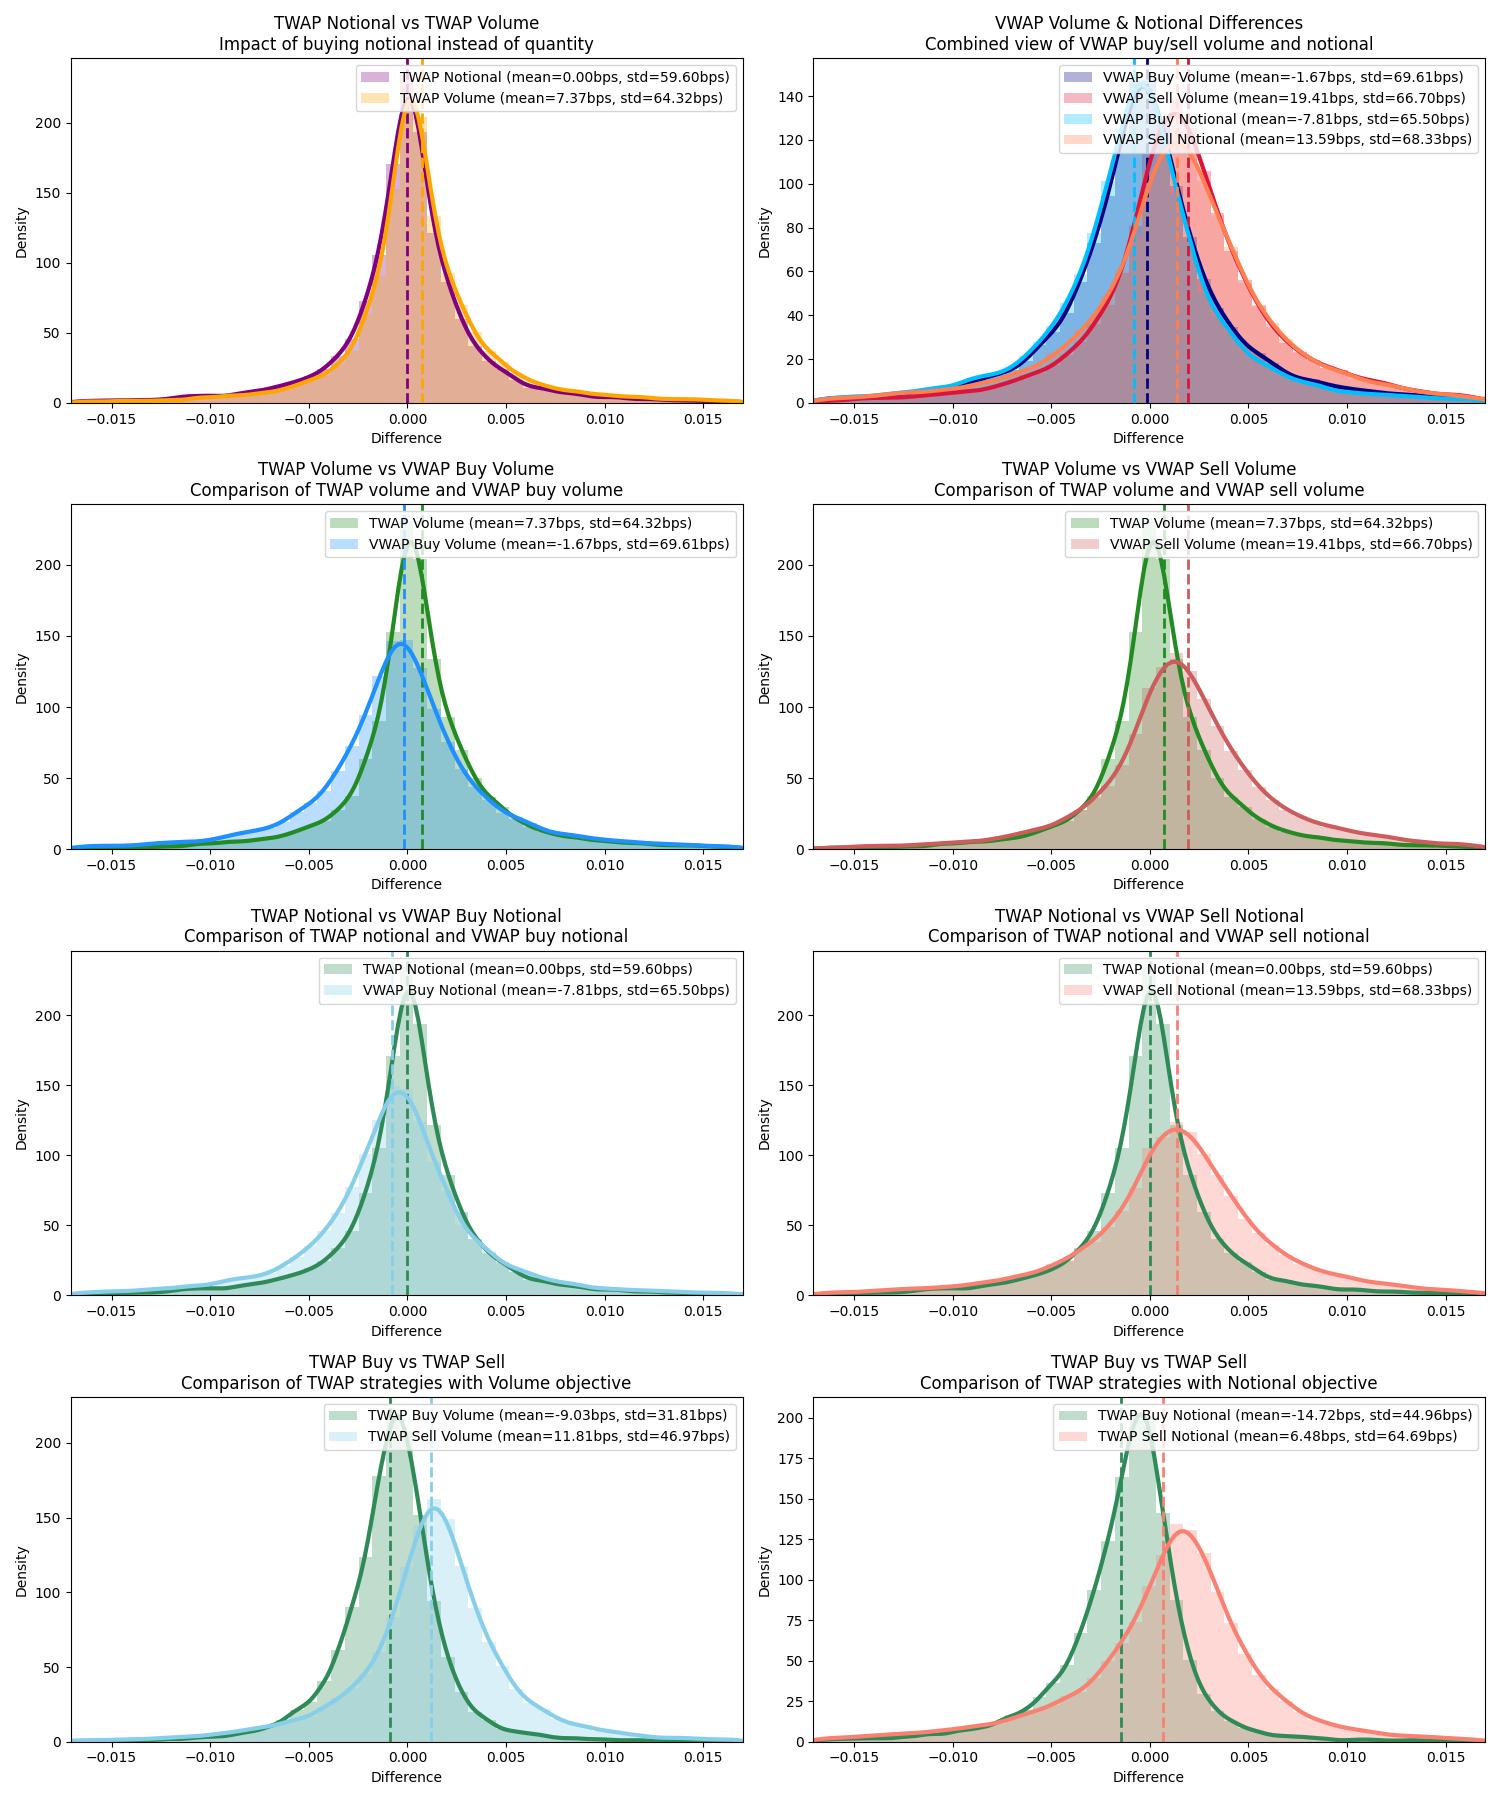 TWAP Notional vs TWAP Volume
Impact of buying notional instead of quantity
TWAP Notional (mean=0.00bps, std=59.60bps)
TWAP Volume (mean=7.37bps, std=64.32bps)
Density
200
150
100
50
0
−0.015 −0.010 −0.005 0.000 0.005 0.010 0.015
Difference
VWAP Volume & Notional Differences
Combined view of VWAP buy/sell volume and notional
VWAP Buy Volume (mean=-1.67bps, std=69.61bps)
VWAP Sell Volume (mean=19.41bps, std=66.70bps)
VWAP Buy Notional (mean=-7.81bps, std=65.50bps)
VWAP Sell Notional (mean=13.59bps, std=68.33bps)
Density
140
120
100
80
60
40
20
0
−0.015 −0.010 −0.005 0.000 0.005 0.010 0.015
Difference
TWAP Volume vs VWAP Buy Volume
Comparison of TWAP volume and VWAP buy volume
TWAP Volume (mean=7.37bps, std=64.32bps)
VWAP Buy Volume (mean=-1.67bps, std=69.61bps)
Density
200
150
100
50
0
−0.015 −0.010 −0.005 0.000 0.005 0.010 0.015
Difference
TWAP Volume vs VWAP Sell Volume
Comparison of TWAP volume and VWAP sell volume
TWAP Volume (mean=7.37bps, std=64.32bps)
VWAP Sell Volume (mean=19.41bps, std=66.70bps)
Density
200
150
100
50
0
−0.015 −0.010 −0.005 0.000 0.005 0.010 0.015
Difference
TWAP Notional vs VWAP Buy Notional
Comparison of TWAP notional and VWAP buy notional
TWAP Notional (mean=0.00bps, std=59.60bps)
VWAP Buy Notional (mean=-7.81bps, std=65.50bps)
Density
200
150
100
50
0
−0.015 −0.010 −0.005 0.000 0.005 0.010 0.015
Difference
TWAP Notional vs VWAP Sell Notional
Comparison of TWAP notional and VWAP sell notional
TWAP Notional (mean=0.00bps, std=59.60bps)
VWAP Sell Notional (mean=13.59bps, std=68.33bps)
Density
200
150
100
50
0
−0.015 −0.010 −0.005 0.000 0.005 0.010 0.015
Difference
TWAP Buy vs TWAP Sell
Comparison of TWAP strategies with Volume objective
TWAP Buy Volume (mean=-9.03bps, std=31.81bps)
TWAP Sell Volume (mean=11.81bps, std=46.97bps)
Density
200
150
100
50
0
−0.015 −0.010 −0.005 0.000 0.005 0.010 0.015
Difference
TWAP Buy vs TWAP Sell
Comparison of TWAP strategies with Notional objective
TWAP Buy Notional (mean=-14.72bps, std=44.96bps)
TWAP Sell Notional (mean=6.48bps, std=64.69bps)
Density
200
175
150
125
100
75
50
25
0
−0.015 −0.010 −0.005 0.000 0.005 0.010 0.015
Difference